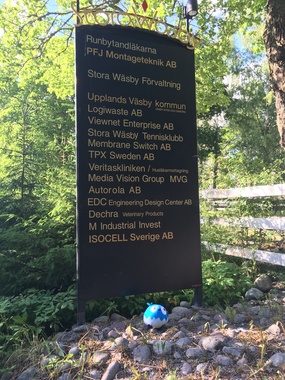 Runbylandläkarna
PFJ Montageteknik AB
Stora Wäsby Förvaltning
Upplands Väsby kommun
Logiwaste AB
Viewnet Enterprise AB
Stora Wäsby Tennisklubb
Membrane Switch AB
TPX Sweden AB
Veritaskliniken /
Media Vision Group MVG
Autorola AB
EDC Engineering Design Center AB
Dechra Veterinary Products
M Industrial Invest
ISOCELL Sverige AB